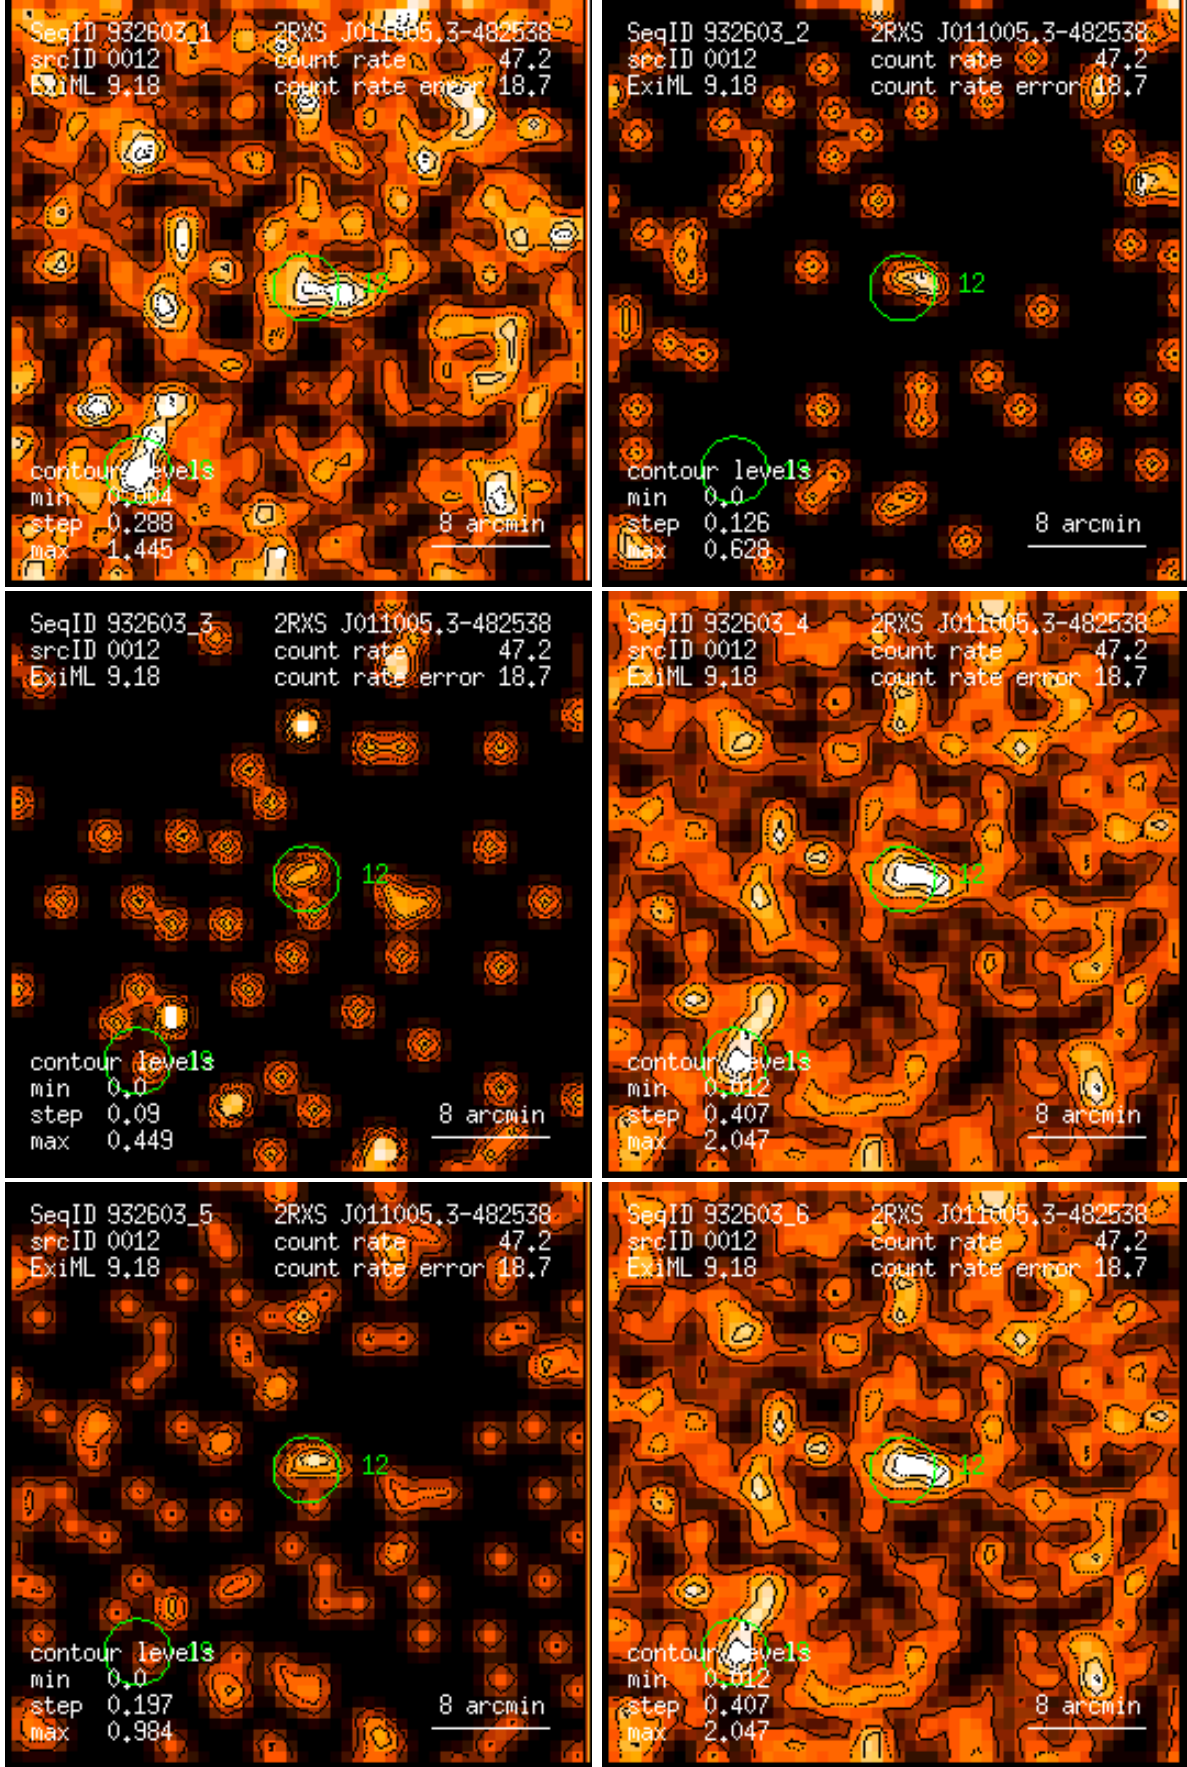 SeqID 932603_1 2RXS J011005.3-482538
srcID 0012 count rate 47.2
ExiML 9.18 count rate error 18.7
12
13
contour levels
min 0.004
step 0.288
max 1.445
8 arcmin
SeqID 932603_2 2RXS J011005.3-482538
srcID 0012 count rate 47.2
ExiML 9.18 count rate error 18.7
12
13
contour levels
min 0.0
step 0.126
max 0.628
8 arcmin
SeqID 932603_3 2RXS J011005.3-482538
srcID 0012 count rate 47.2
ExiML 9.18 count rate error 18.7
12
13
contour levels
min 0.0
step 0.09
max 0.449
8 arcmin
SeqID 932603_4 2RXS J011005.3-482538
srcID 0012 count rate 47.2
ExiML 9.18 count rate error 18.7
12
13
contour levels
min 0.012
step 0.407
max 2.047
8 arcmin
SeqID 932603_5 2RXS J011005.3-482538
srcID 0012 count rate 47.2
ExiML 9.18 count rate error 18.7
12
13
contour levels
min 0.0
step 0.197
max 0.984
8 arcmin
SeqID 932603_6 2RXS J011005.3-482538
srcID 0012 count rate 47.2
ExiML 9.18 count rate error 18.7
12
13
contour levels
min 0.012
step 0.407
max 2.047
8 arcmin